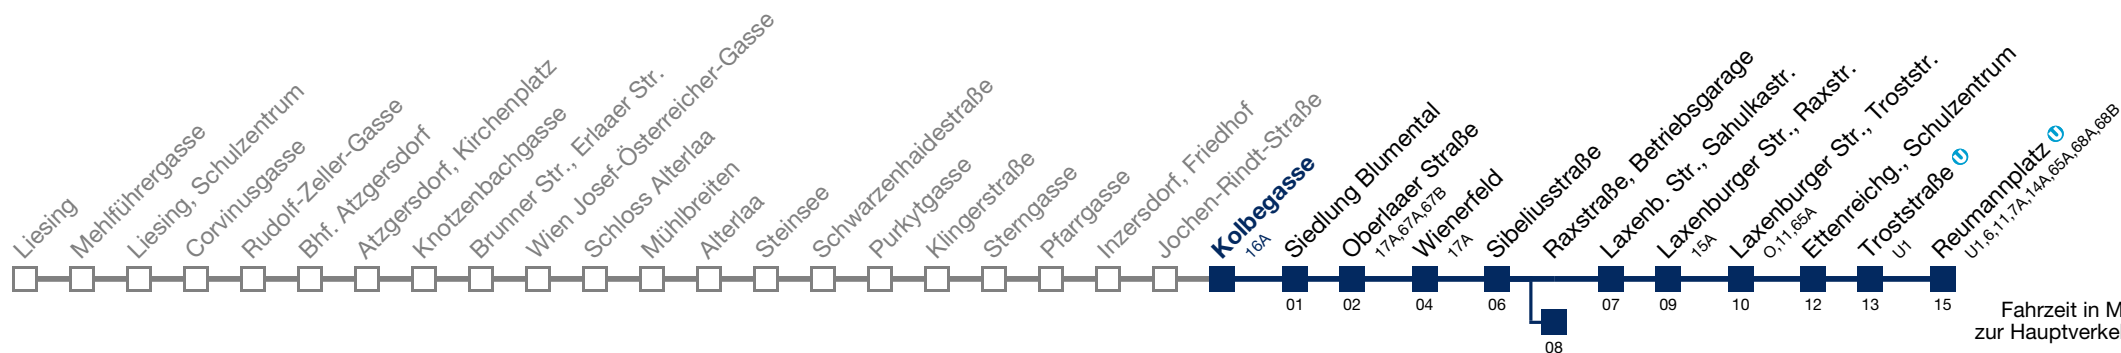 Liesing
Mehlführergasse
Liesing, Schulzentrum
Corvinusgasse
Rudolf-Zeller-Gasse
Bhf. Atzgersdorf
Atzgersdorf, Kirchenplatz
Knotzenbachgasse
Brunner Str., Erlaaer Str.
Wien Josef-Österreicher-Gasse
Schloss Alterlaa
Mühlbreiten
Alterlaa
Steinsee
Schwarzenhaidestraße
Purkytgasse
Klingerstraße
Sterngasse
Pfarrgasse
Inzersdorf, Friedhof
Jochen-Rindt-Straße
Kolbegasse
16A
Siedlung Blumental
Oberlaaer Straße
17A,67A,67B
Wienerfeld
17A
Sibeliusstraße
Raxstraße, Betriebsgarage
Laxenb. Str., Sahulkastr.
Laxenburger Str., Raxstr.
15A
Laxenburger Str., Troststr.
O,11,65A
Ettenreichg., Schulzentrum
Troststraße U
U1
Reumannplatz U
U1,6,11,7A,14A,65A,68A,68B
01 02 04 06 07 09 10 12 13 15
08
Fahrzeit in M
zur Hauptverkeh